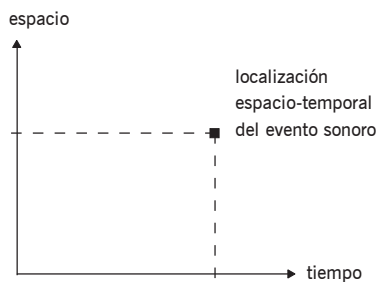 espacio
localización
espacio-temporal
del evento sonoro
tiempo